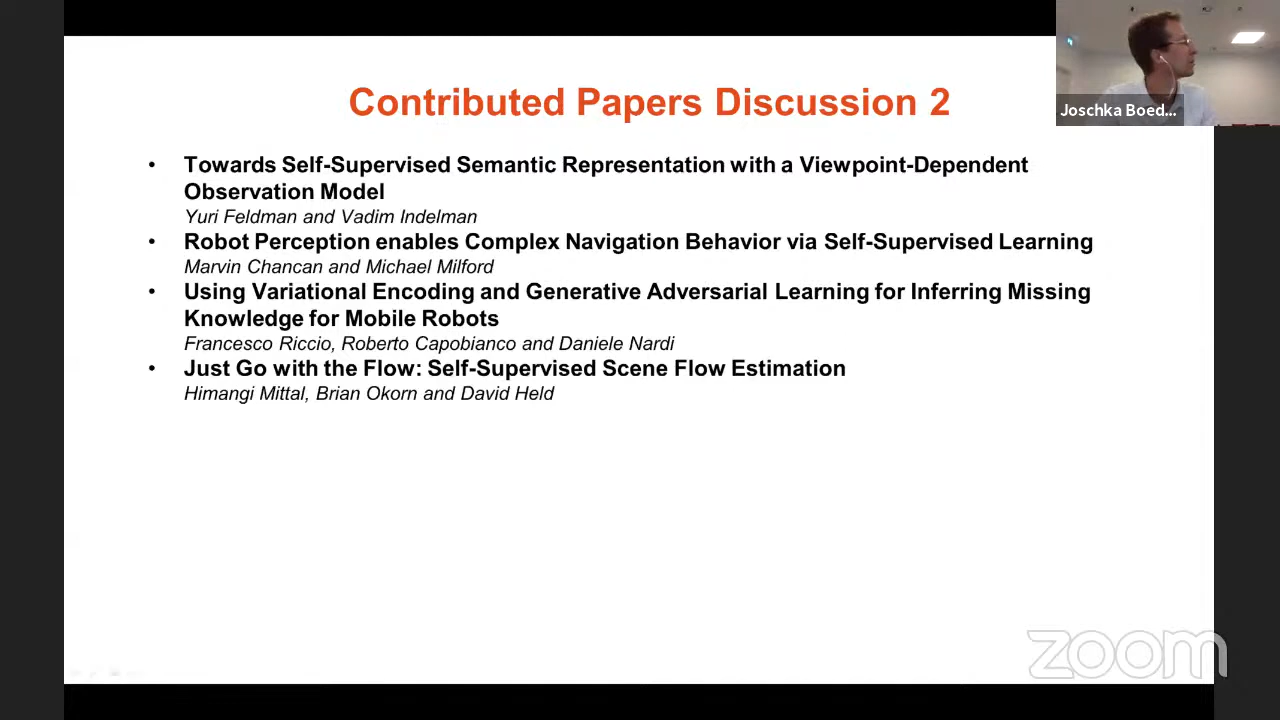 Contributed Papers Discussion 2
Joschka Boed...
• Towards Self-Supervised Semantic Representation with a Viewpoint-Dependent
Observation Model
Yuri Feldman and Vadim Indelman
• Robot Perception enables Complex Navigation Behavior via Self-Supervised Learning
Marvin Chancan and Michael Milford
• Using Variational Encoding and Generative Adversarial Learning for Inferring Missing
Knowledge for Mobile Robots
Francesco Riccio, Roberto Capobianco and Daniele Nardi
• Just Go with the Flow: Self-Supervised Scene Flow Estimation
Himangi Mittal, Brian Okorn and David Held
zoom